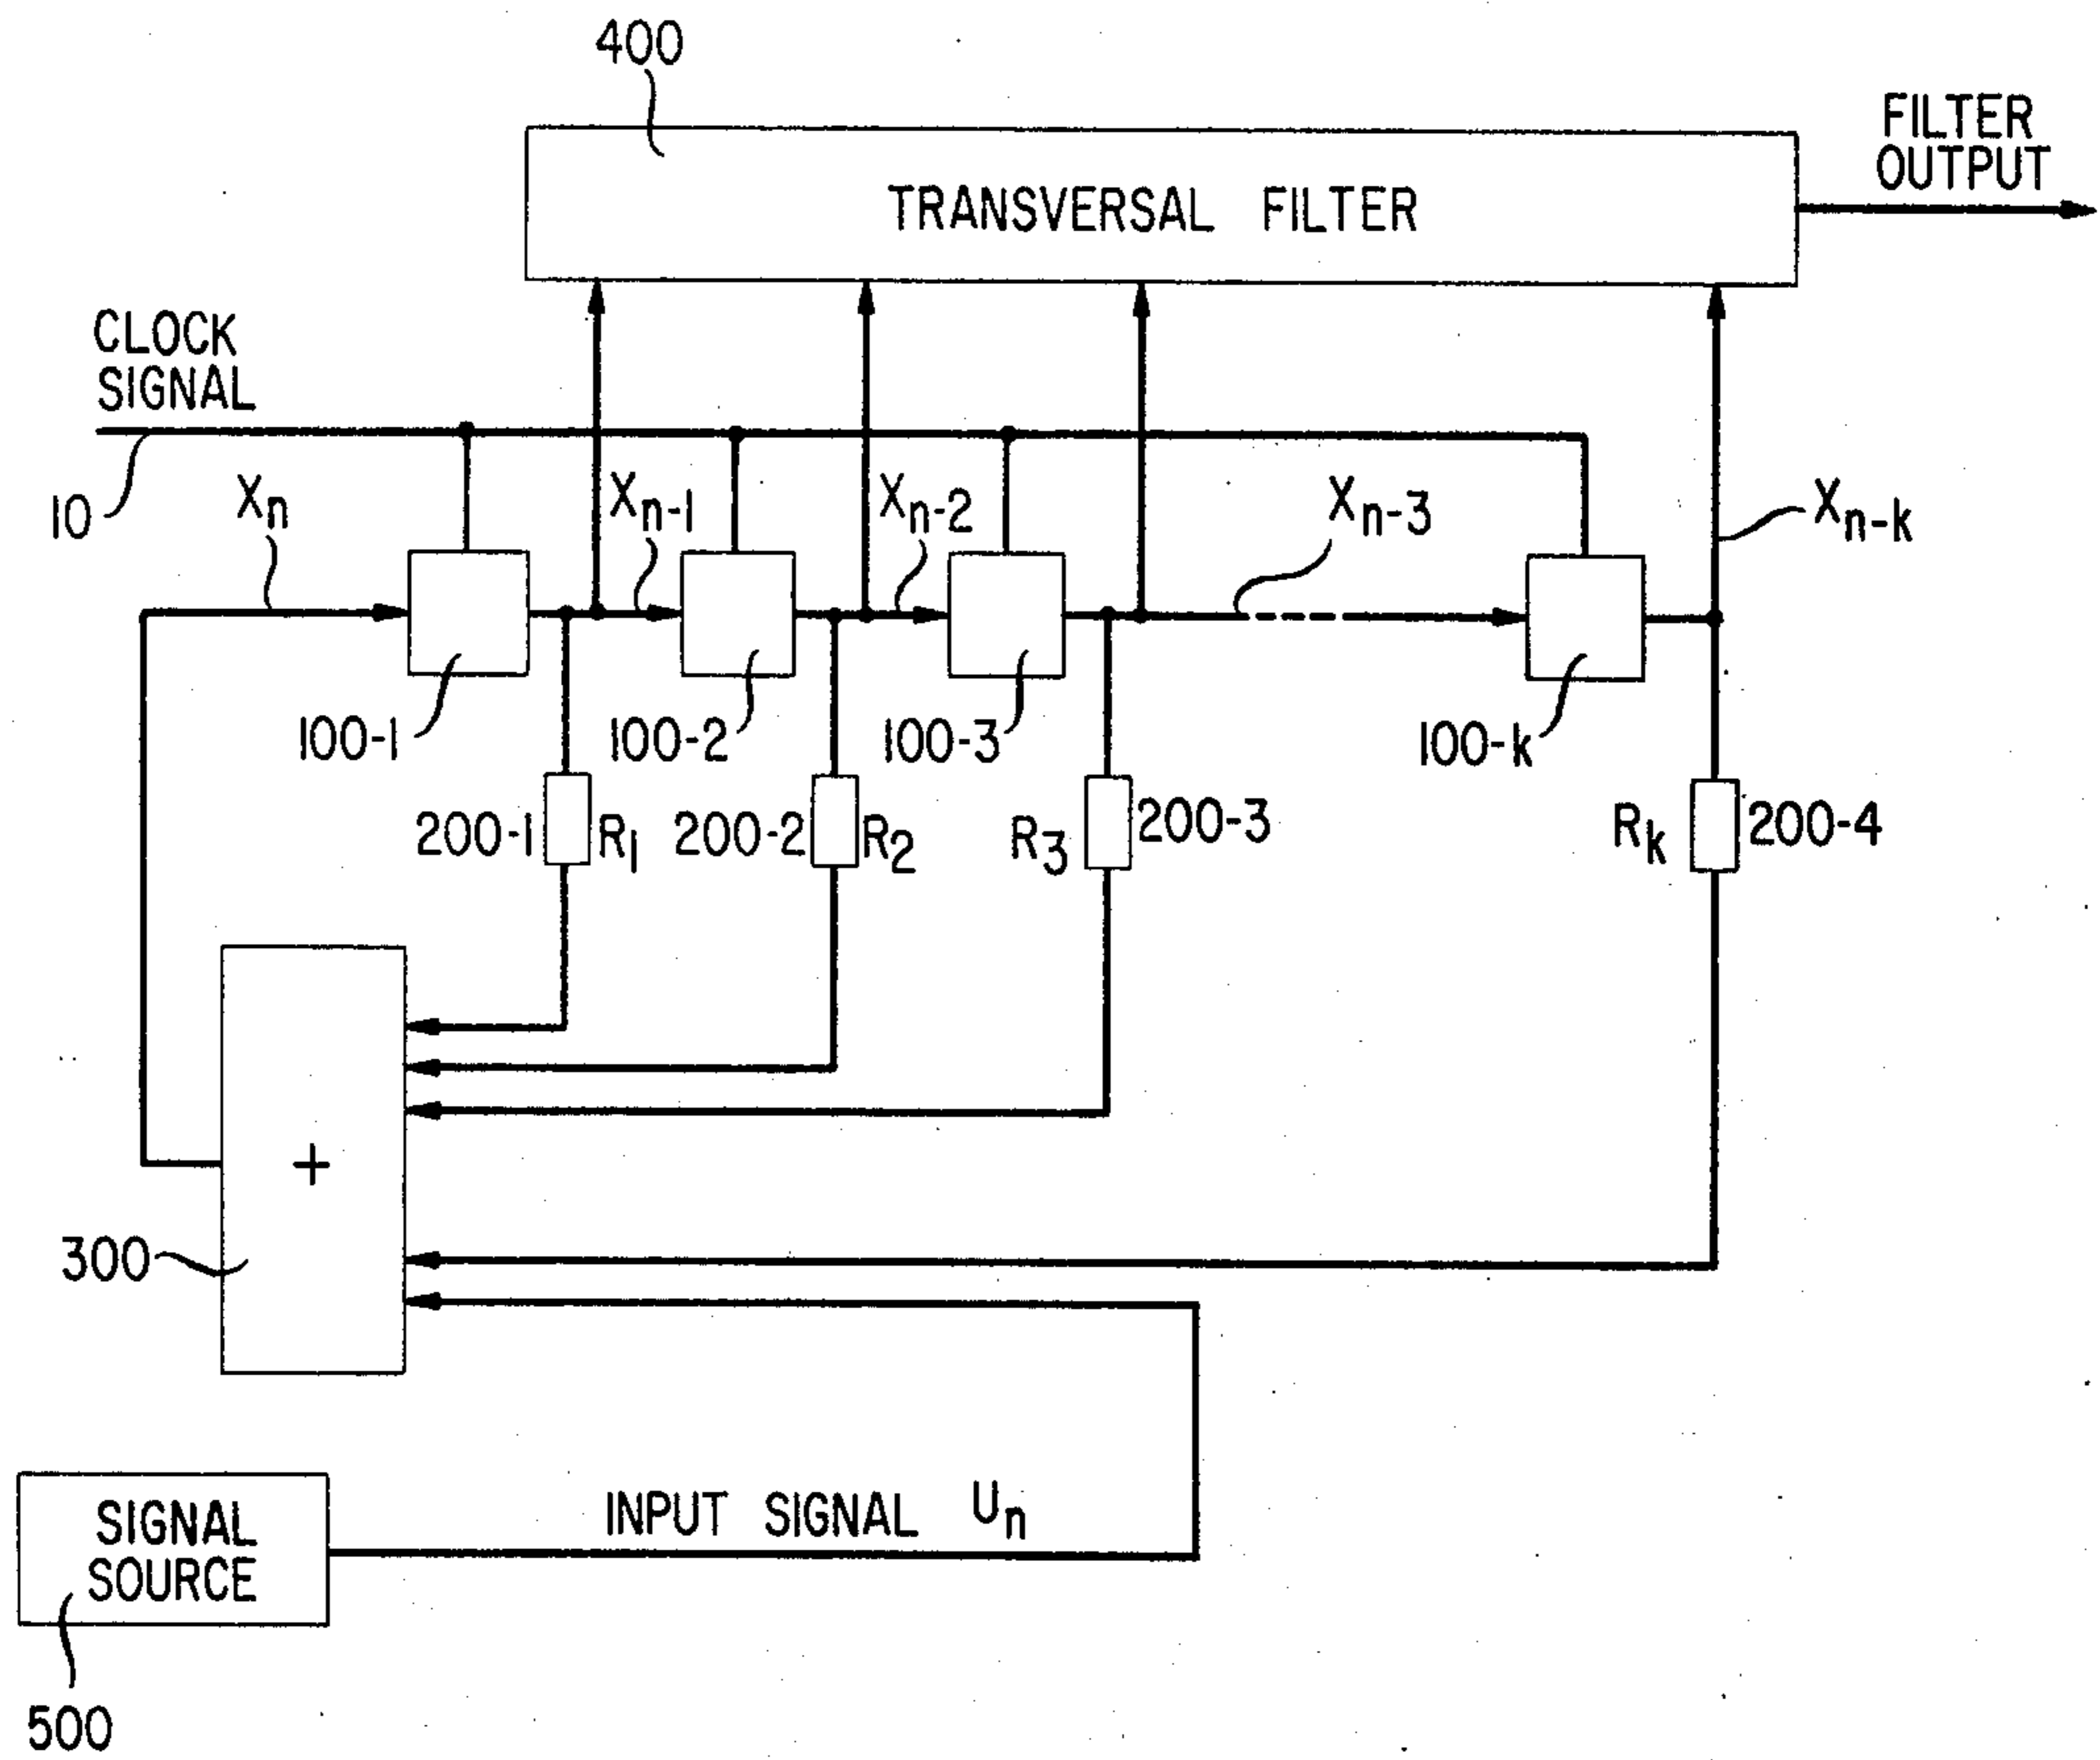 400
FILTER
OUTPUT
TRANSVERSAL FILTER
CLOCK
SIGNAL
10
Xn
Xn-1
Xn-2
Xn-3
Xn-k
100-1
100-2
100-3
100-k
200-1
R1
200-2
R2
R3
200-3
Rk
200-4
+
300
INPUT SIGNAL Un
SIGNAL
SOURCE
500